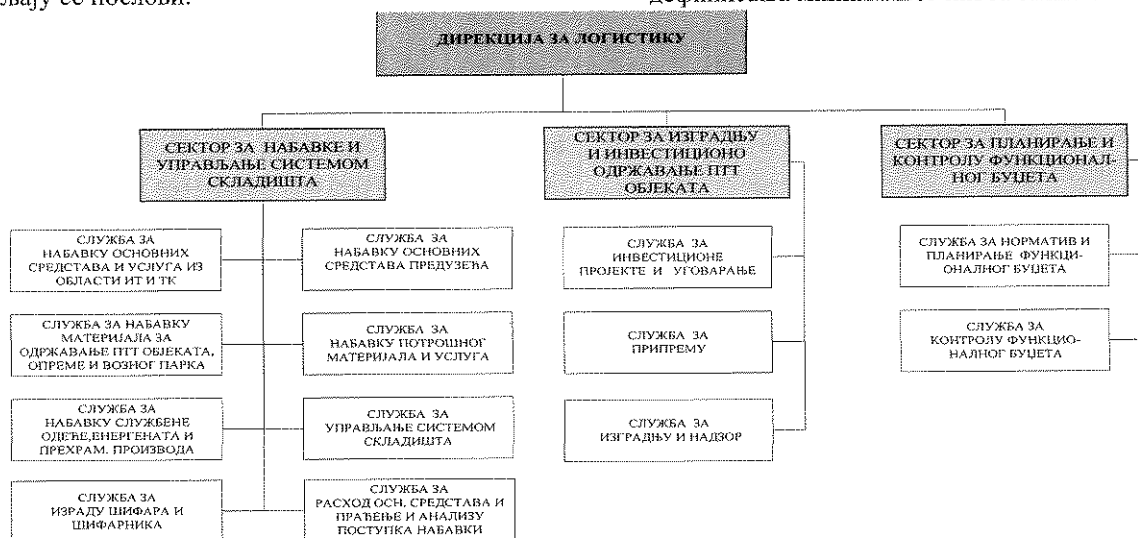 се послови.
ДИРЕКЦИЈА ЗА ЛОГИСТИКУ
СЕКТОР ЗА НАБАВКЕ И
УПРАВЉАЊЕ СИСТЕМОМ
СКЛАДИШТА
СЛУЖБА ЗА
НАБАВКУ ОСНОВНИХ
СРЕДСТАВА И УСЛУГА ИЗ
ОБЛАСТИ ИТ И ТК
СЛУЖБА ЗА
НАБАВКУ ОСНОВНИХ
СРЕДСТАВА ПРЕДУЗЕЋА
СЛУЖБА ЗА НАБАВКУ
МАТЕРИЈАЛА ЗА
ОДРЖАВАЊЕ ПТТ ОБЈЕКАТА,
ОПРЕМЕ И ВОЗНОГ ПАРКА
СЛУЖБА ЗА
НАБАВКУ ПОТРОШНОГ
МАТЕРИЈАЛА И УСЛУГА
СЛУЖБА ЗА
НАБАВКУ СЛУЖБЕНЕ
ОДЕЋЕ,ЕНЕРГЕНАТА И
ПРЕХРАМ. ПРОИЗВОДА
СЛУЖБА ЗА
УПРАВЉАЊЕ СИСТЕМОМ
СКЛАДИШТА
СЛУЖБА ЗА
ИЗРАДУ ШИФАРА И
ШИФАРНИКА
СЛУЖБА ЗА
РАСХОД ОСН. СРЕДСТАВА И
ПРАЋЕЊЕ И АНАЛИЗУ
ПОСТУПКА НАБАВКИ
СЕКТОР ЗА ИЗГРАДЊУ
И ИНВЕСТИЦИОНО
ОДРЖАВАЊЕ ПТТ
ОБЈЕКАТА
СЛУЖБА ЗА
ИНВЕСТИЦИОНЕ
ПРОЈЕКТЕ И УГОВАРАЊЕ
СЛУЖБА ЗА
ПРИПРЕМУ
СЛУЖБА ЗА
ИЗГРАДЊУ И НАДЗОР
СЕКТОР ЗА ПЛАНИРАЊЕ И
КОНТРОЛУ ФУНКЦИОНАЛ-
НОГ БУЏЕТА
СЛУЖБА ЗА НОРМАТИВ И
ПЛАНИРАЊЕ ФУНКЦИ-
ОНАЛНОГ БУЏЕТА
СЛУЖБА ЗА
КОНТРОЛУ ФУНКЦИО-
НАЛНОГ БУЏЕТА